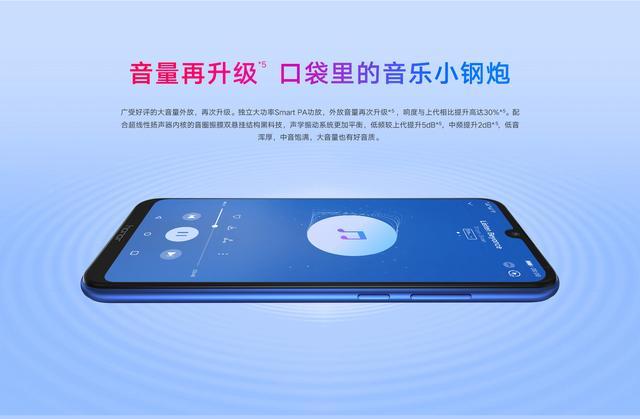 音量再升级*5 口袋里的音乐小钢炮
广受好评的大音量外放，再次升级。独立大功率Smart PA功放，外放音量再次升级*5，响度与上代相比提升高达30%*5。配
合超线性扬声器内核的音圈振膜双悬挂结构黑科技，声学振动系统更加平衡，低频较上代提升5dB*5，中频提升2dB*5，低音
浑厚，中音饱满，大音量也有好音质。
honor
Listen Beyonce